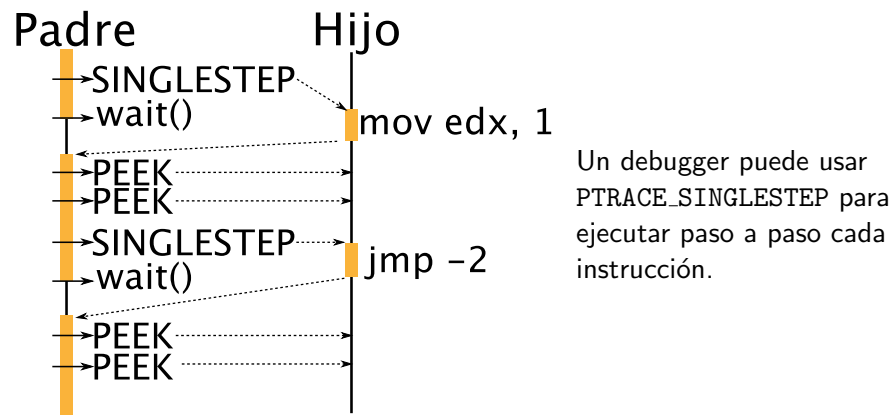 Padre Hijo
SINGLESTEP
wait()
mov edx, 1
PEEK
PEEK
SINGLESTEP
jmp -2
wait()
PEEK
PEEK
Un debugger puede usar
PTRACE_SINGLESTEP para
ejecutar paso a paso cada
instrucción.